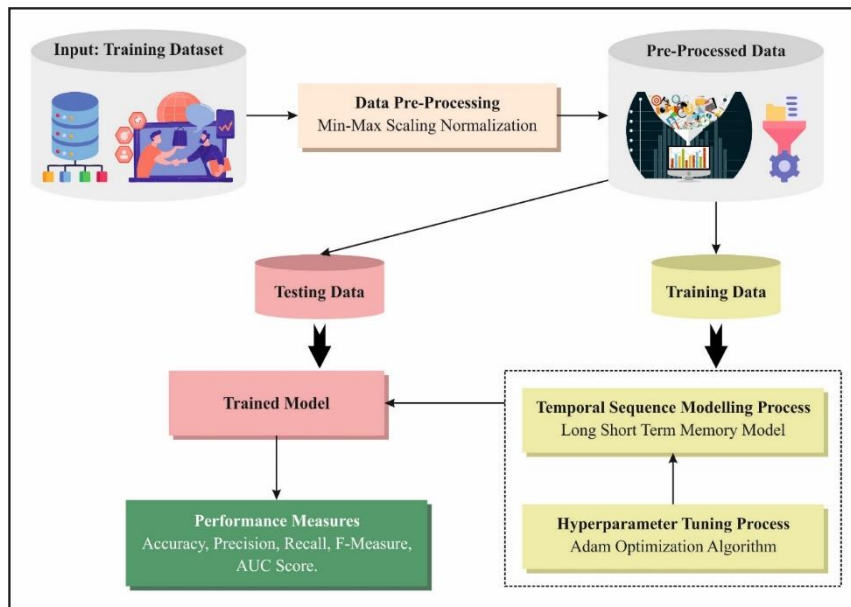 Input: Training Dataset
Pre-Processed Data
Data Pre-Processing
Min-Max Scaling Normalization
Testing Data
Training Data
Trained Model
Temporal Sequence Modelling Process
Long Short Term Memory Model
Performance Measures
Accuracy, Precision, Recall, F-Measure,
AUC Score.
Hyperparameter Tuning Process
Adam Optimization Algorithm